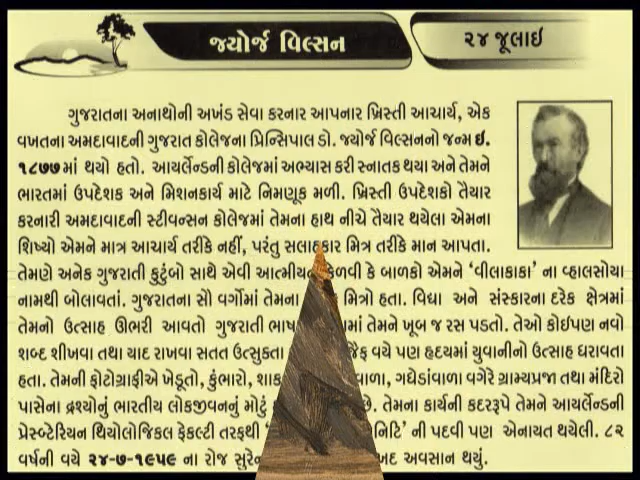 જ્યોર્જ વિલ્સન
૨૪ જૂલાઇ
ગુજરાતના અનાથોની અખંડ સેવા કરનાર આપનાર ખ્રિસ્તી આચાર્ય, એક
વખતના અમદાવાદની ગુજરાત કોલેજના પ્રિન્સિપાલ ડો. જ્યોર્જ વિલ્સનનો જન્મ ઇ.
૧૮૭૭માં થયો હતો. આયર્લેન્ડની કોલેજમાં અભ્યાસ કરી સ્નાતક થયા અને તેમને
ભારતમાં ઉપદેશક અને મિશનકાર્ય માટે નિમણૂક મળી. ખ્રિસ્તી ઉપદેશકો તૈયાર
કરનારી અમદાવાદની સ્ટીવન્સન કોલેજમાં તેમના હાથ નીચે તૈયાર થયેલા એમના
શિષ્યો એમને માત્ર આચાર્ય તરીકે નહીં, પરંતુ સલાહકાર મિત્ર તરીકે માન આપતા.
તેમણે અનેક ગુજરાતી કુટુંબો સાથે એવી કે બાળકો એમને ‘વીલાકાકા’ ના વ્હાલસોયા
નામથી બોલાવતાં. ગુજરાતના સૌ વર્ગોમાં તેમના મિત્રો હતા. વિદ્યા અને સંસ્કારના દરેક ક્ષેત્રમાં
તેમનો ઉત્સાહ ઊભરી આવતો ગુજરાતી તેમને ખૂબ જ રસ પડતો. તેઓ કોઇપણ નવો
શબ્દ શીખવા તથા યાદ રાખવા સતત ઉત્સુક્તા વયે પણ હૃદયમાં યુવાનીનો ઉત્સાહ ધરાવતા
હતા. તેમની ફોટોગ્રાફીએ ખેડૂતો, કુંભારો, ગધેડાંવાળા વગેરે ગ્રામ્યપ્રજા તથા મંદિરો
પાસેના દ્રશ્યોનું ભારતીય લોકજીવનનું મોટું છે. તેમના કાર્યની કદરરૂપે તેમને આયર્લેન્ડની
પ્રેસ્બ્ટેરિયન થિયોલોજિકલ ફેકલ્ટી તરફથી ની પદવી પણ એનાયત થયેલી. ૮૨
વર્ષની વયે ૨૪-૭-૧૯૫૯ ના રોજ અવસાન થયું.